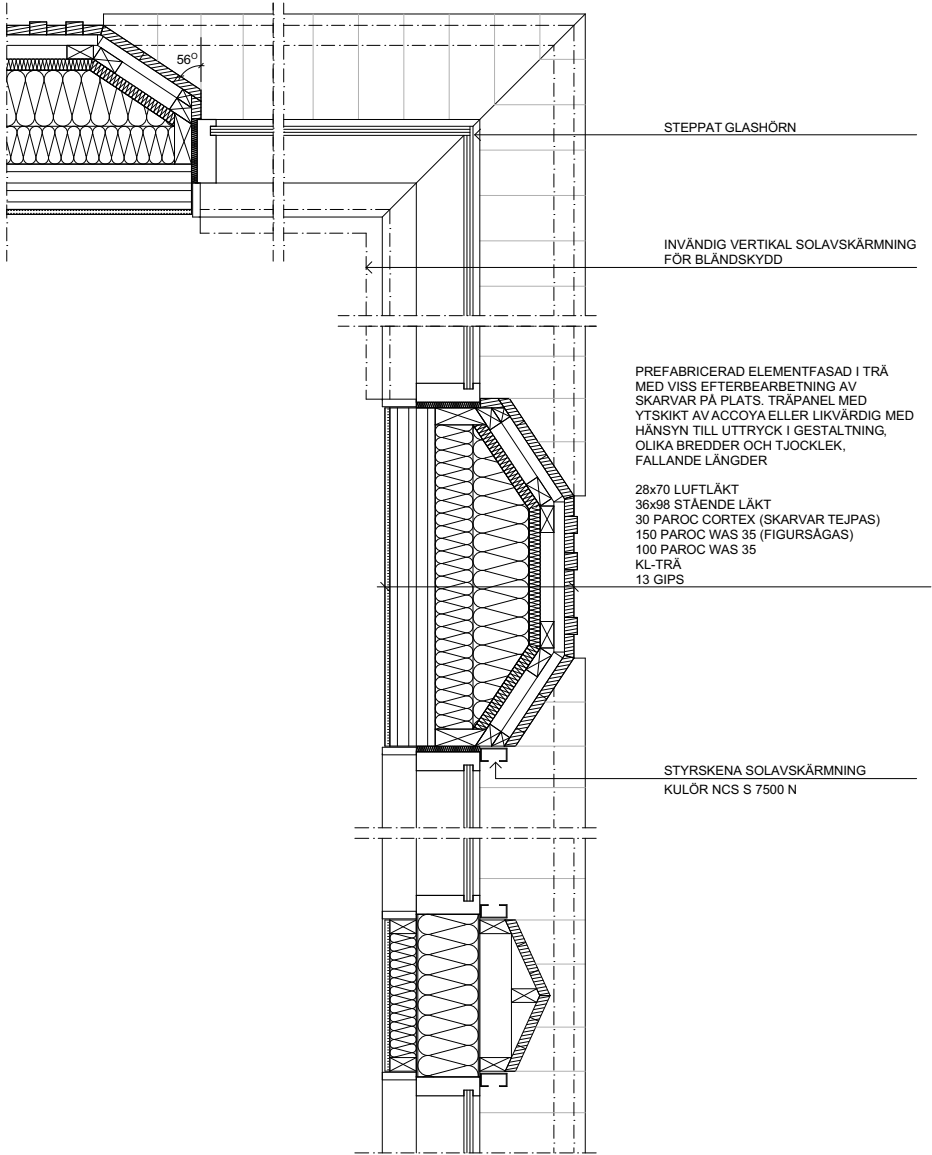 56°
STEPPAT GLASHÖRN
INVÄNDIG VERTIKAL SOLAVSKÄRMNING
FÖR BLÄNDSKYDD
PREFABRICERAD ELEMENTFASAD I TRÄ
MED VISS EFTERBEARBETNING AV
SKARVAR PÅ PLATS. TRÄPANEL MED
YTSKIKT AV ACCOYA ELLER LIKVÄRDIG MED
HÄNSYN TILL UTTRYCK I GESTALTNING,
OLIKA BREDDER OCH TJOCKLEK,
FALLANDE LÄNGDER
28x70 LUFTLÄKT
36x98 STÅENDE LÄKT
30 PAROC CORTEX (SKARVAR TEJPAS)
150 PAROC WAS 35 (FIGURSÅGAS)
100 PAROC WAS 35
KL-TRÄ
13 GIPS
STYRSKENA SOLAVSKÄRMNING
KULÖR NCS S 7500 N